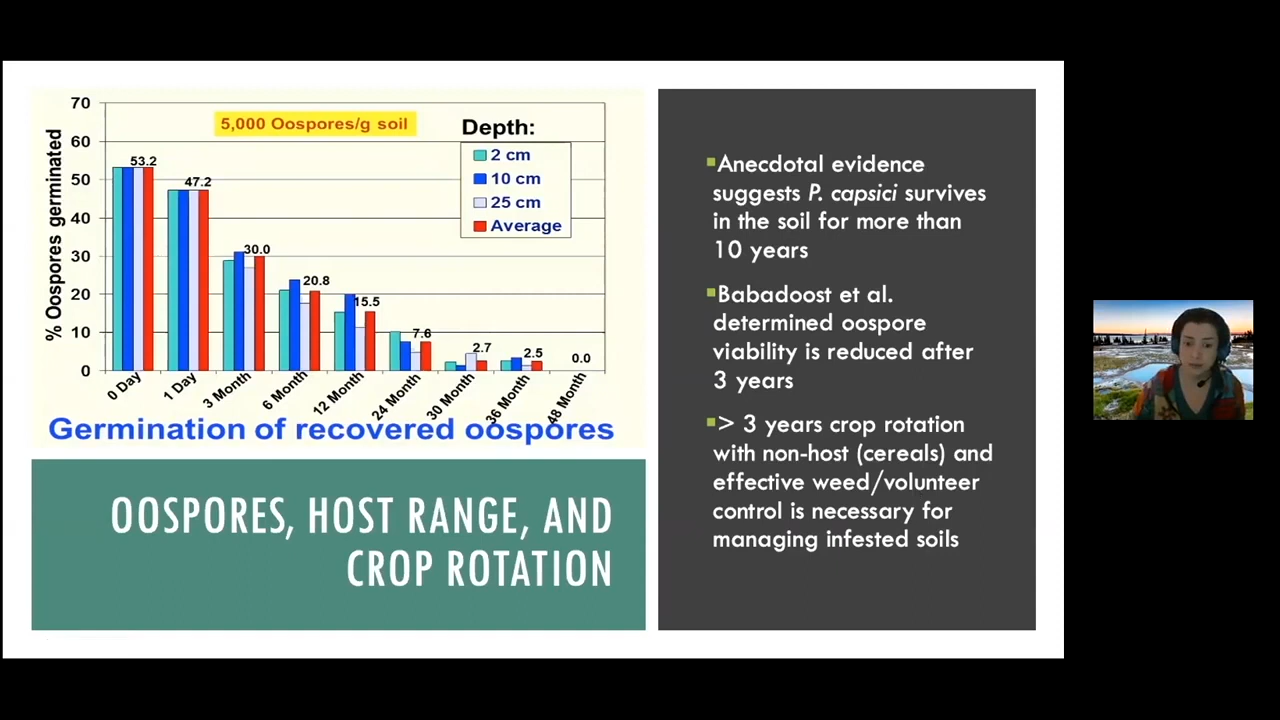 70
60
50
40
30
20
10
0
% Oospores germinated
5,000 Oospores/g soil
Depth:
2 cm
10 cm
25 cm
Average
53.2
47.2
30.0
20.8
15.5
7.6
2.7
2.5
0.0
0 Day
1 Day
3 Month
6 Month
12 Month
24 Month
30 Month
36 Month
48 Month
Germination of recovered oospores
OOSPORES, HOST RANGE, AND
CROP ROTATION
Anecdotal evidence
suggests P. capsici survives
in the soil for more than
10 years
Babadoost et al.
determined oospore
viability is reduced after
3 years
> 3 years crop rotation
with non-host (cereals) and
effective weed/volunteer
control is necessary for
managing infested soils